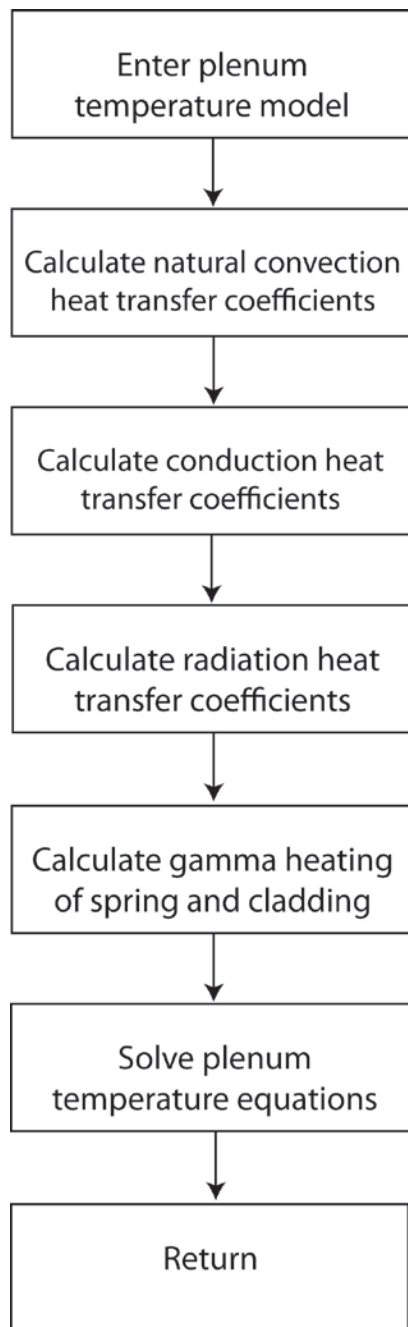 Enter plenum
temperature model
Calculate natural convection
heat transfer coefficients
Calculate conduction heat
transfer coefficients
Calculate radiation heat
transfer coefficients
Calculate gamma heating
of spring and cladding
Solve plenum
temperature equations
Return